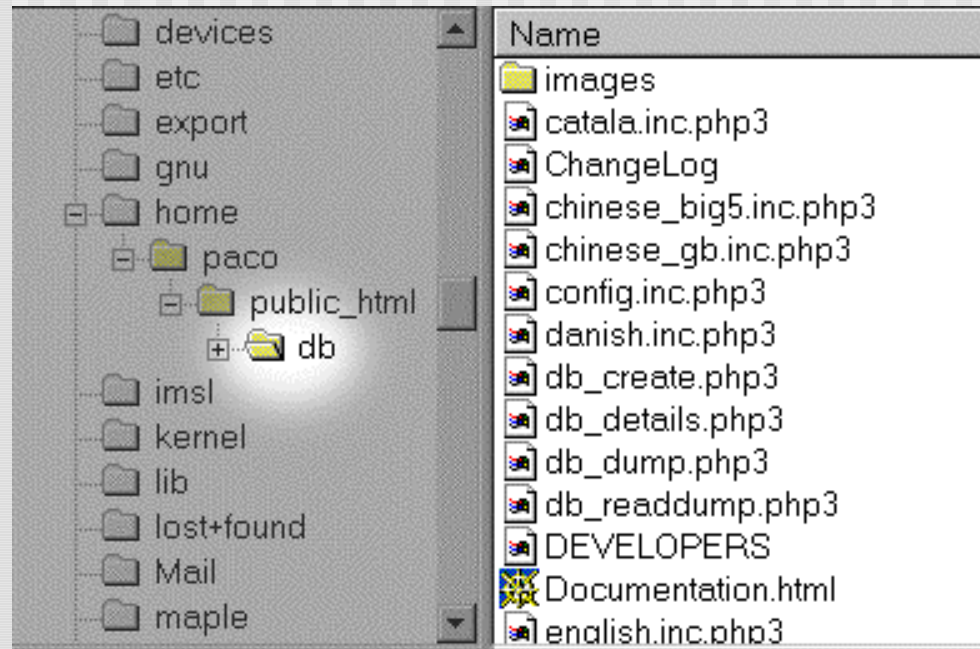 devices
etc
export
gnu
home
paco
public_html
db
imsl
kernel
lib
lost+found
Mail
maple
Name
images
catala.inc.php3
ChangeLog
chinese_big5.inc.php3
chinese_gb.inc.php3
config.inc.php3
danish.inc.php3
db_create.php3
db_details.php3
db_dump.php3
db_readdump.php3
DEVELOPERS
Documentation.html
english.inc.php3